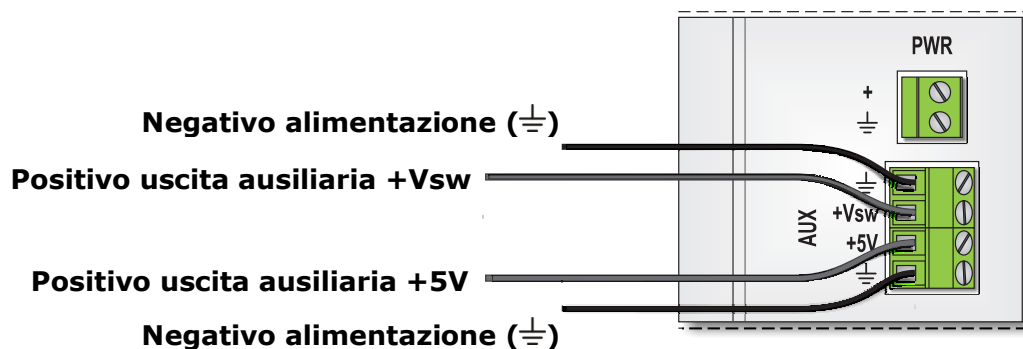 PWR
+
⏚
Negativo alimentazione (⏚)
Positivo uscita ausiliaria +Vsw
Positivo uscita ausiliaria +5V
Negativo alimentazione (⏚)
AUX
⏚
+Vsw
+5V
⏚